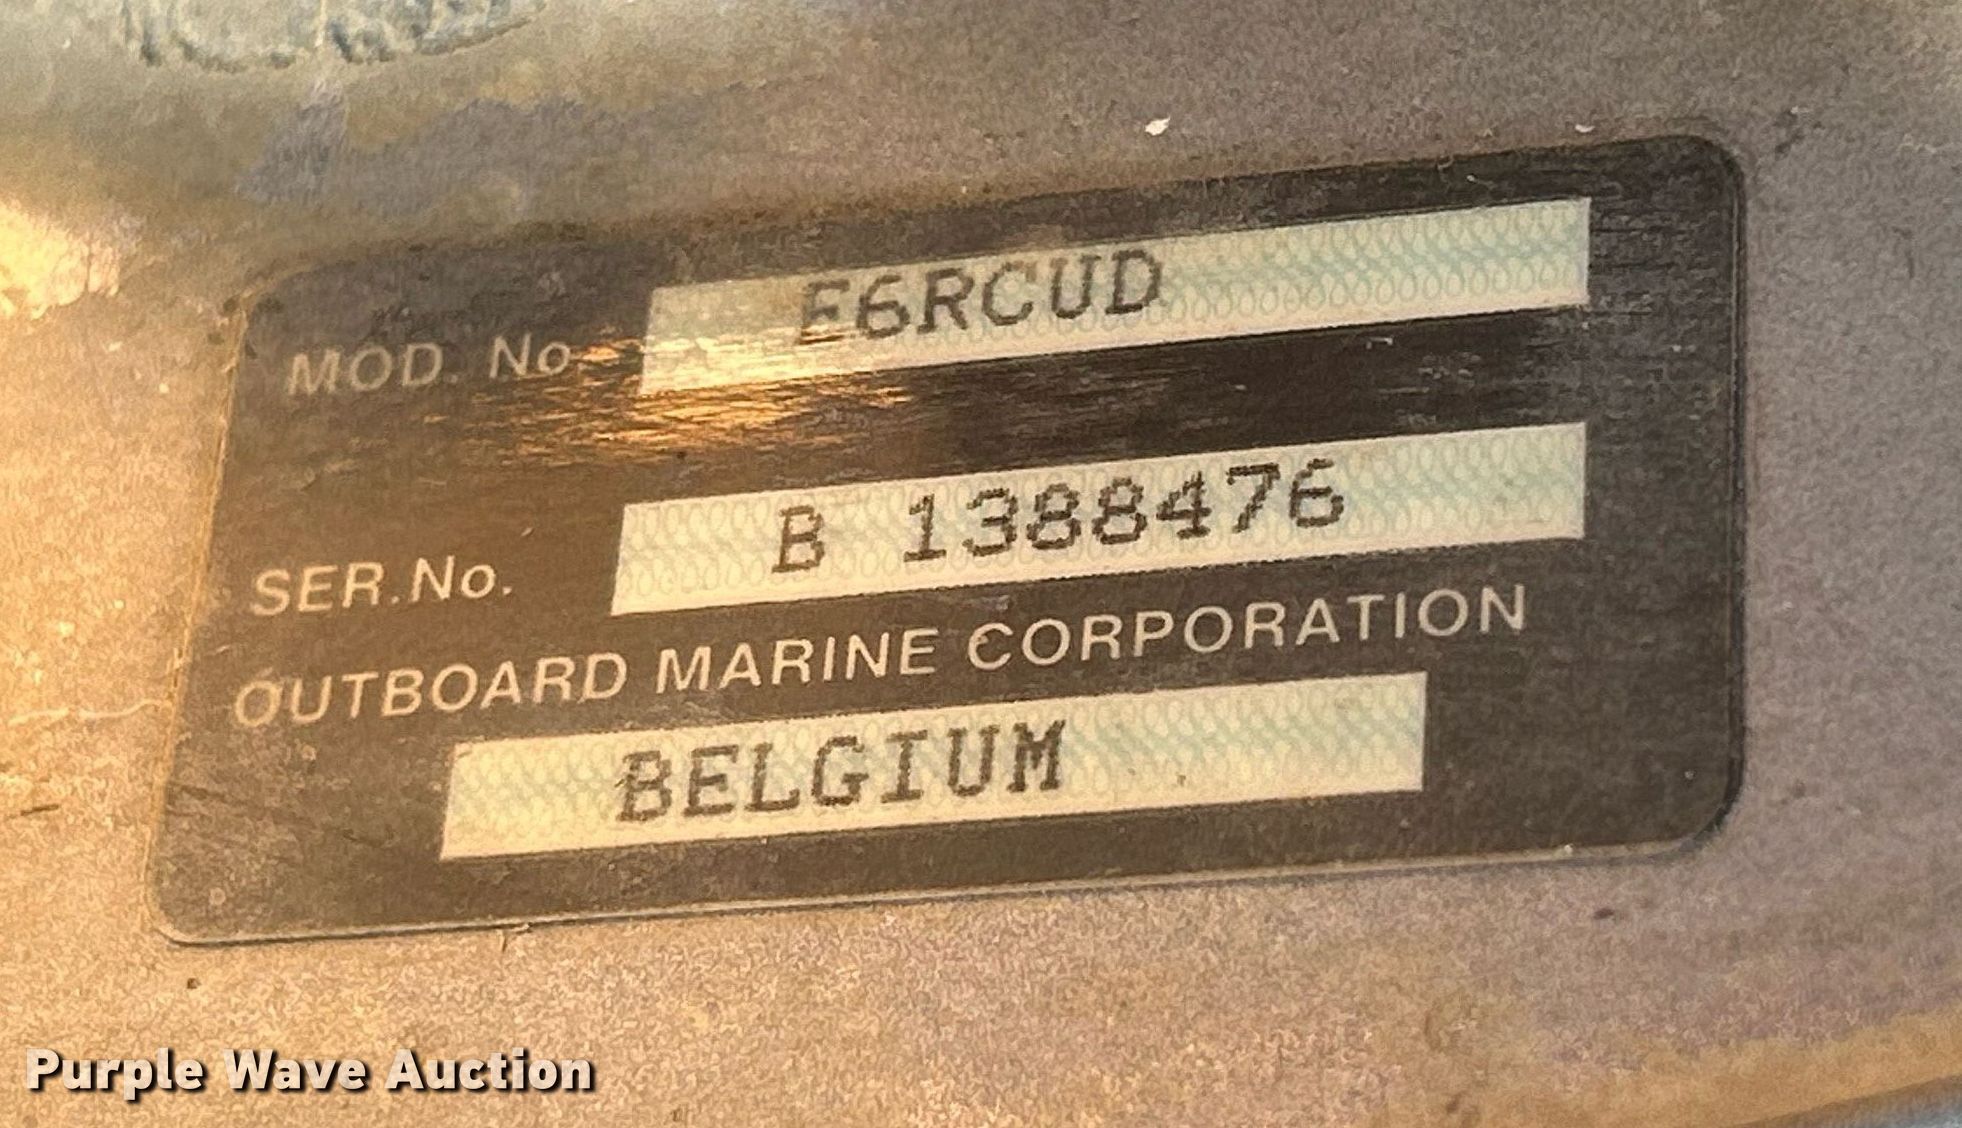 MOD. No E6RCUD
SER.No. B 1388476
OUTBOARD MARINE CORPORATION
BELGIUM
Purple Wave Auction